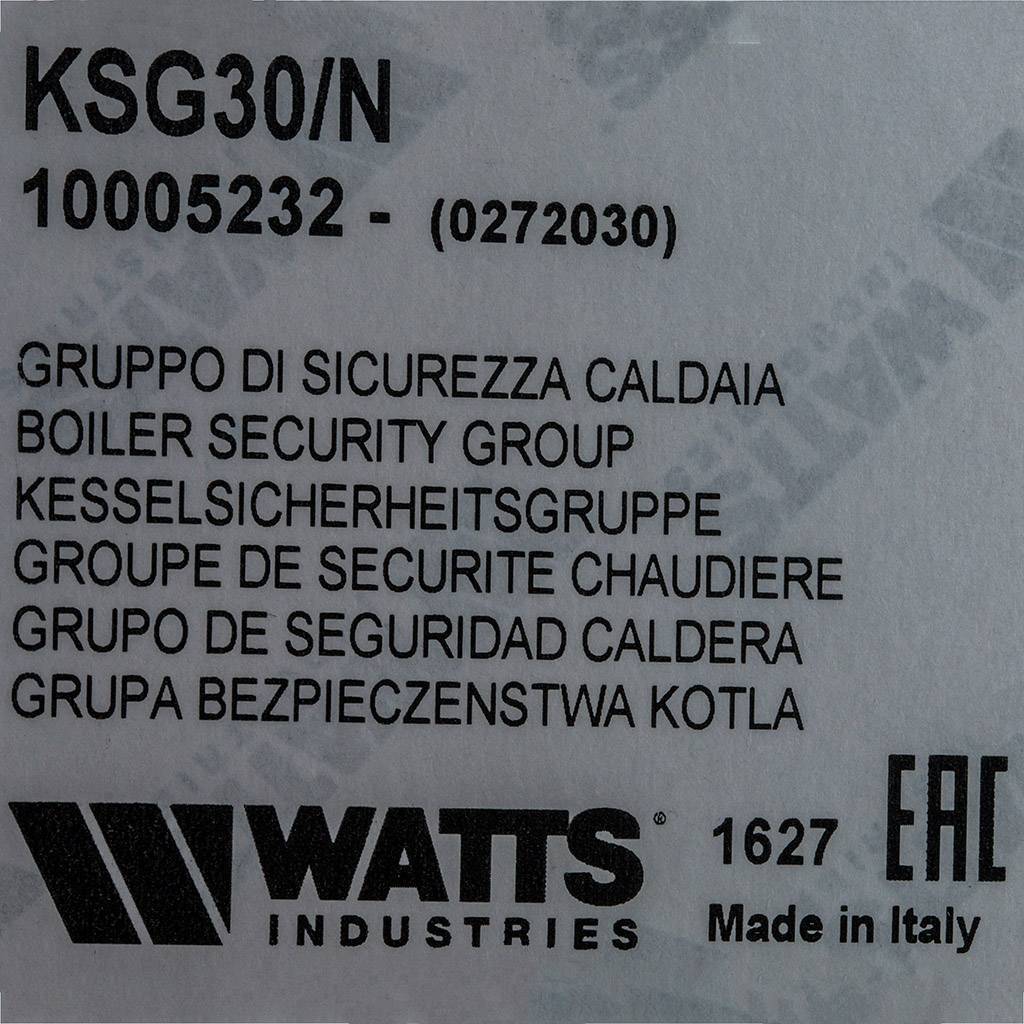 KSG30/N
10005232 - (0272030)
GRUPPO DI SICUREZZA CALDAIA
BOILER SECURITY GROUP
KESSELSICHERHEITSGRUPPE
GROUPE DE SECURITE CHAUDIERE
GRUPO DE SEGURIDAD CALDERA
GRUPA BEZPIECZENSTWA KOTLA
WATTS®
INDUSTRIES
1627 EAC
Made in Italy